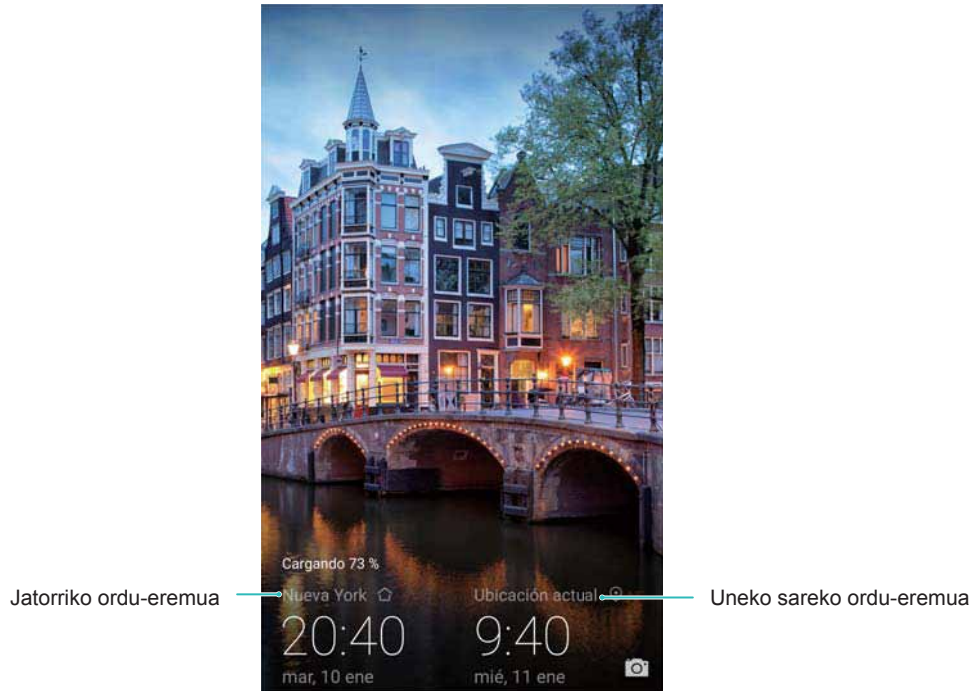 Cargando 73 %
Jatorriko ordu-eremua
Nueva York
Ubicación actual
Uneko sareko ordu-eremua
20:40
9:40
mar, 10 ene
mié, 11 ene